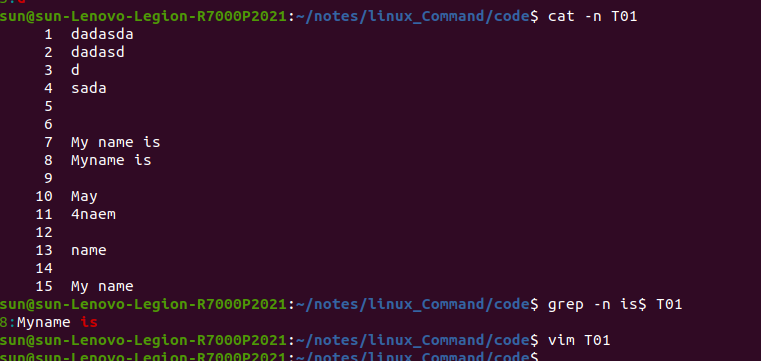 sun@sun-Lenovo-Legion-R7000P2021:~/notes/linux_Command/code$ cat -n T01
1 dadasda
2 dadasd
3 d
4 sada
5
6
7 My name is
8 Myname is
9
10 May
11 4naem
12
13 name
14
15 My name
sun@sun-Lenovo-Legion-R7000P2021:~/notes/linux_Command/code$ grep -n is$ T01
8:Myname is
sun@sun-Lenovo-Legion-R7000P2021:~/notes/linux_Command/code$ vim T01
sun@sun-Lenovo-Legion-R7000P2021:~/notes/linux_Command/code$